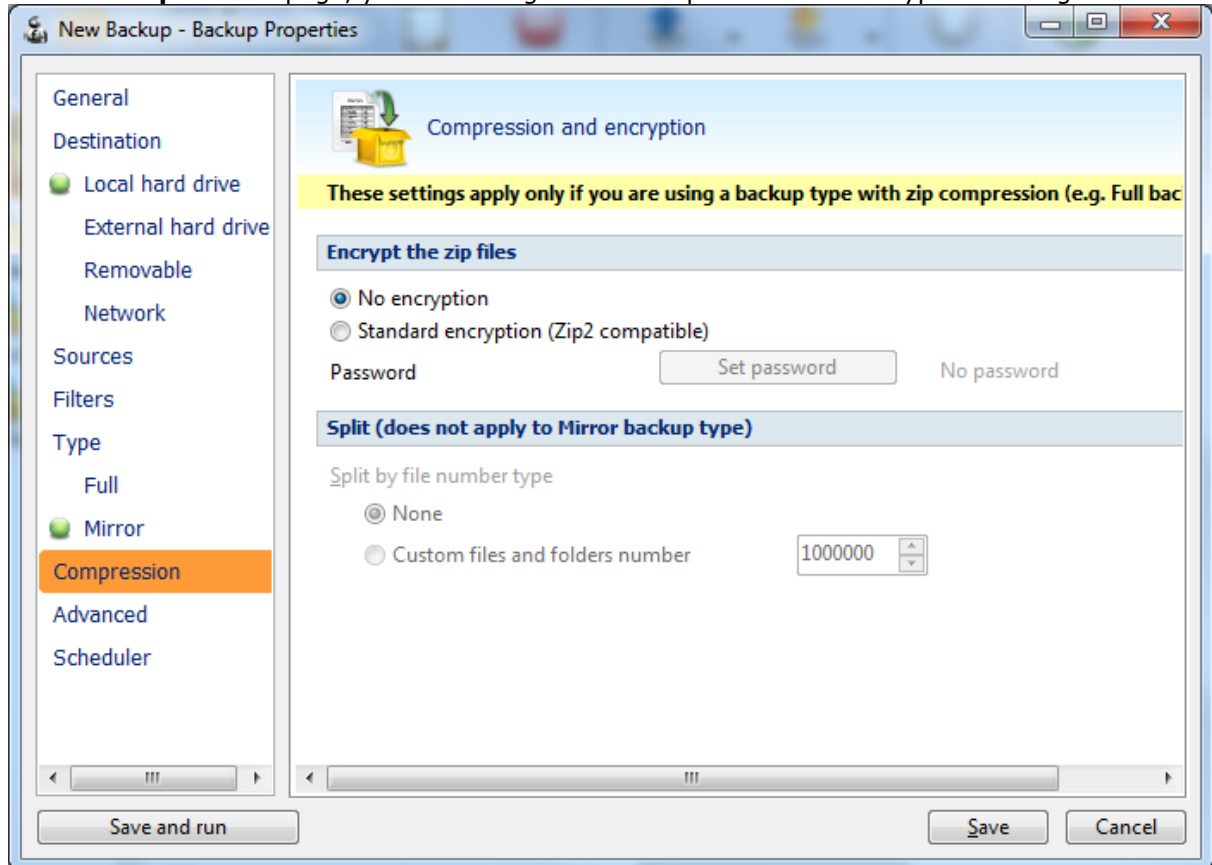 New Backup - Backup Properties
General
Destination
Local hard drive
External hard drive
Removable
Network
Sources
Filters
Type
Full
Mirror
Compression
Advanced
Scheduler
Compression and encryption
These settings apply only if you are using a backup type with zip compression (e.g. Full bac
Encrypt the zip files
No encryption
Standard encryption (Zip2 compatible)
Password Set password No password
Split (does not apply to Mirror backup type)
Split by file number type
None
Custom files and folders number 1000000
Save and run Save Cancel